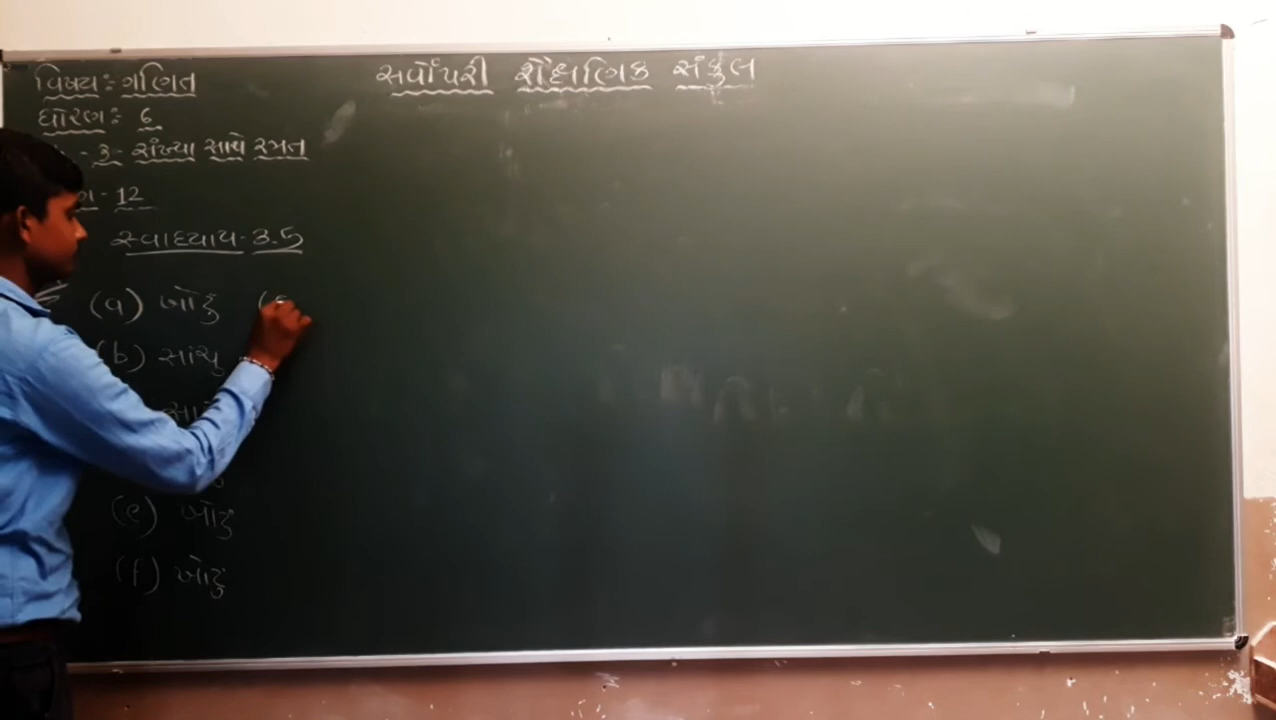 સર્વોપરી શૈક્ષણિક સંકુલ
વિષય: ગણિત
ધોરણ: 6
- 3 - સંખ્યા સાથે રમત
- 12
સ્વાધ્યાય - 3.5
(a) ખોટું
(b) સાચુ
(e) ખોટું
(f) ખોટું